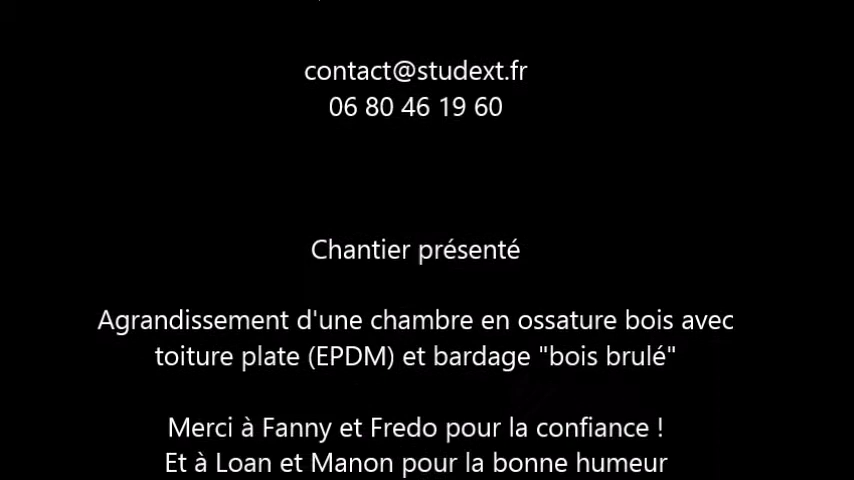 contact@studext.fr
06 80 46 19 60
Chantier présenté
Agrandissement d'une chambre en ossature bois avec
toiture plate (EPDM) et bardage "bois brulé"
Merci à Fanny et Fredo pour la confiance !
Et à Loan et Manon pour la bonne humeur